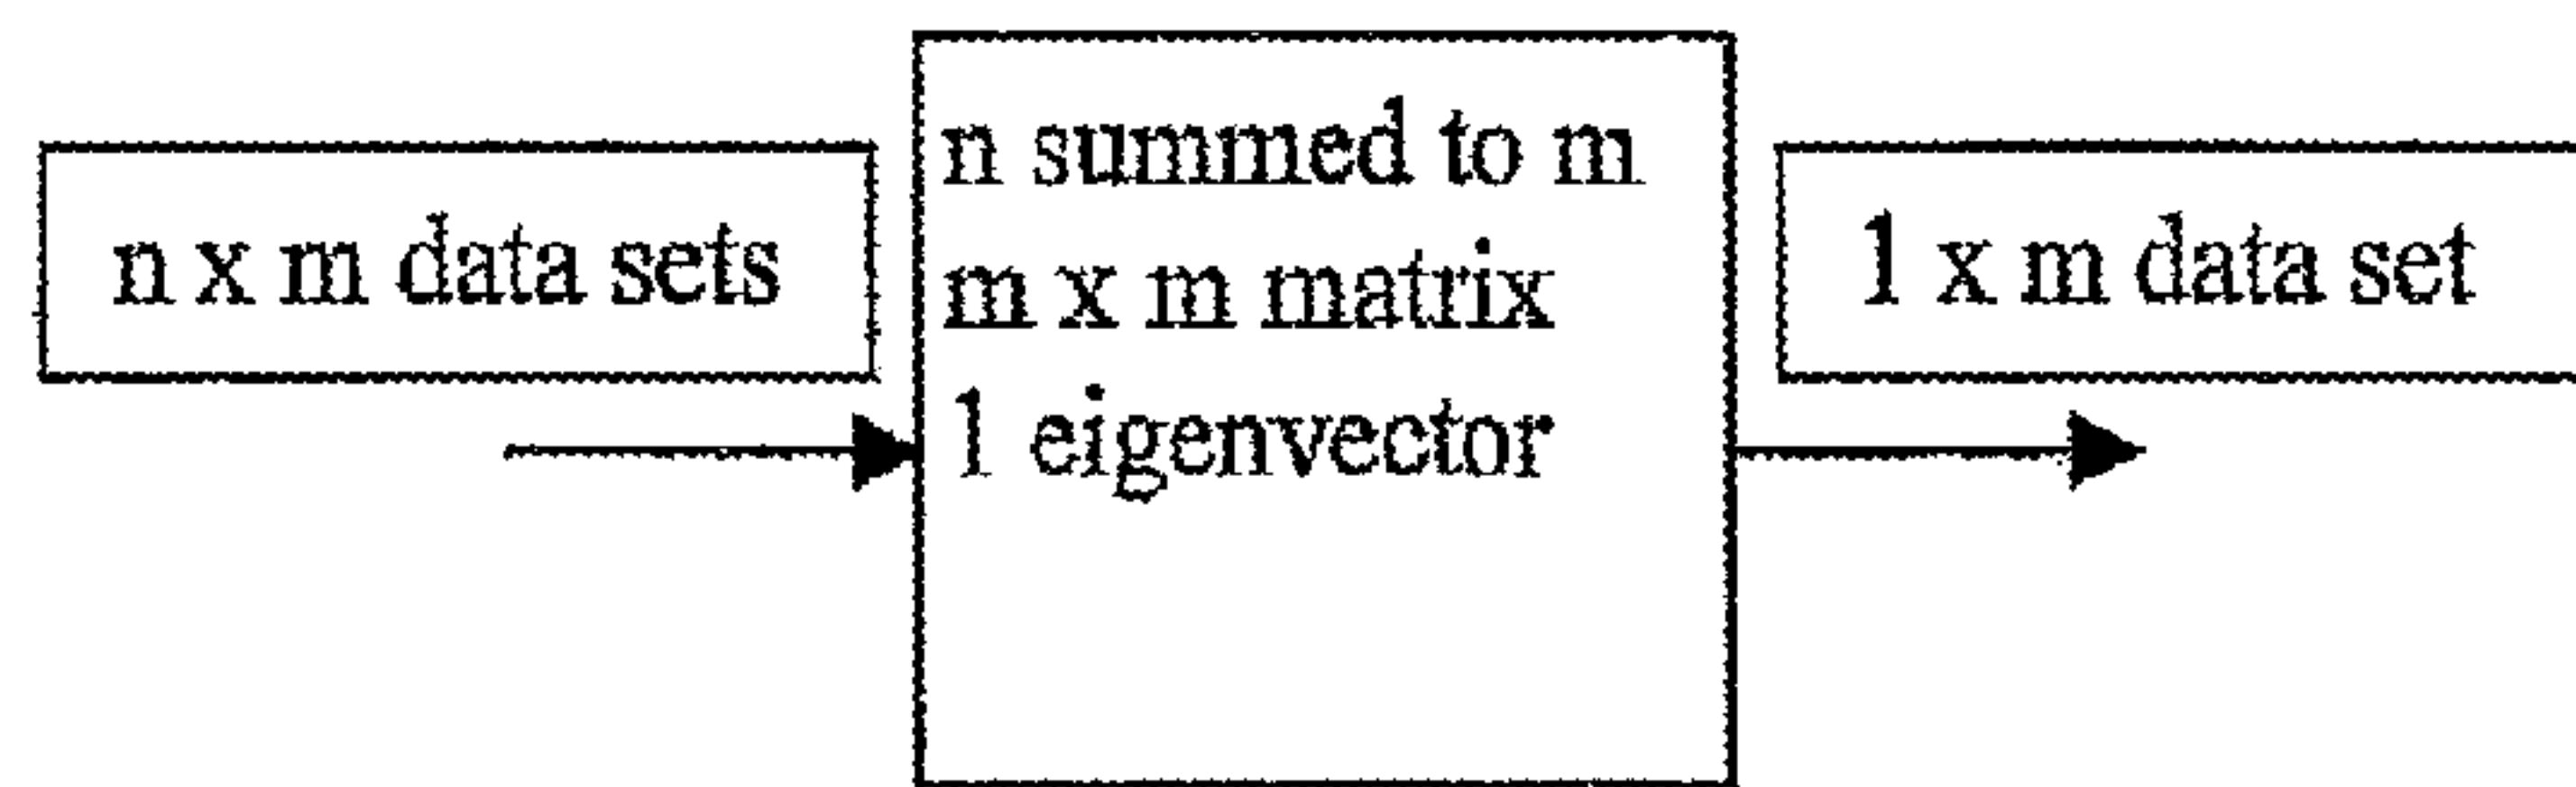 n x m data sets
n summed to m
m x m matrix
1 eigenvector
1 x m data set